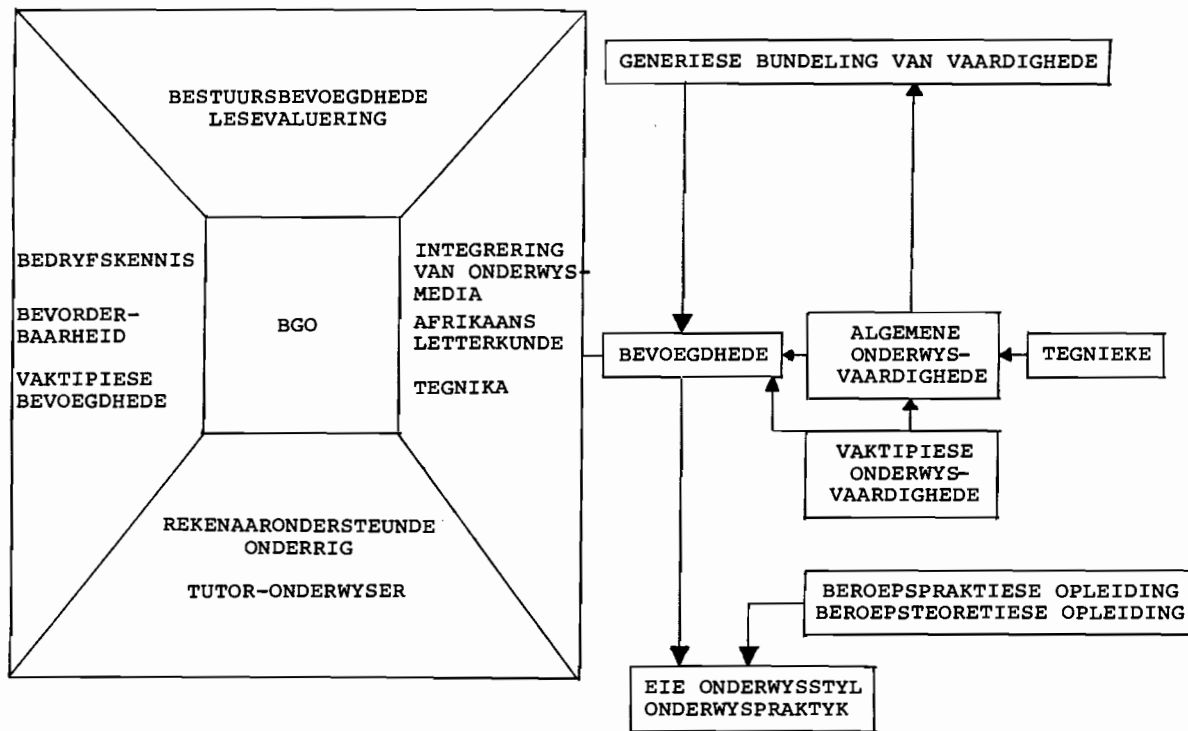 BESTUURSBEVOEGDHEDE
LESEVALUERING
BEDRYFSKENNIS
BEVORDER-
BAARHEID
VAKTIPIESE
BEVOEGDHEDE
BGO
INTEGRERING
VAN ONDERWYS-
MEDIA
AFRIKAANS
LETTERKUNDE
TEGNIKA
REKENAARONDERSTEUNDE
ONDERRIG
TUTOR-ONDERWYSER
GENERIESE BUNDELING VAN VAARDIGHEDE
BEVOEGDHEDE
ALGEMENE
ONDERWYS-
VAARDIGHEDE
TEGNIEKE
VAKTIPIESE
ONDERWYS-
VAARDIGHEDE
BEROEPSPRAKTIESE OPLEIDING
BEROEPSTEORETIESE OPLEIDING
EIE ONDERWYSSTYL
ONDERWYSPRAKTYK